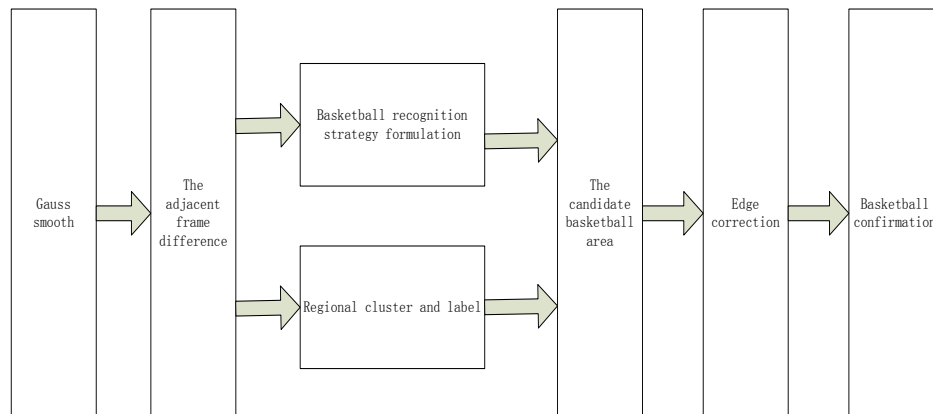 Gauss
smooth
The
adjacent
frame
difference
Basketball recognition
strategy formulation
Regional cluster and label
The
candidate
basketball
area
Edge
correction
Basketball
confirmation